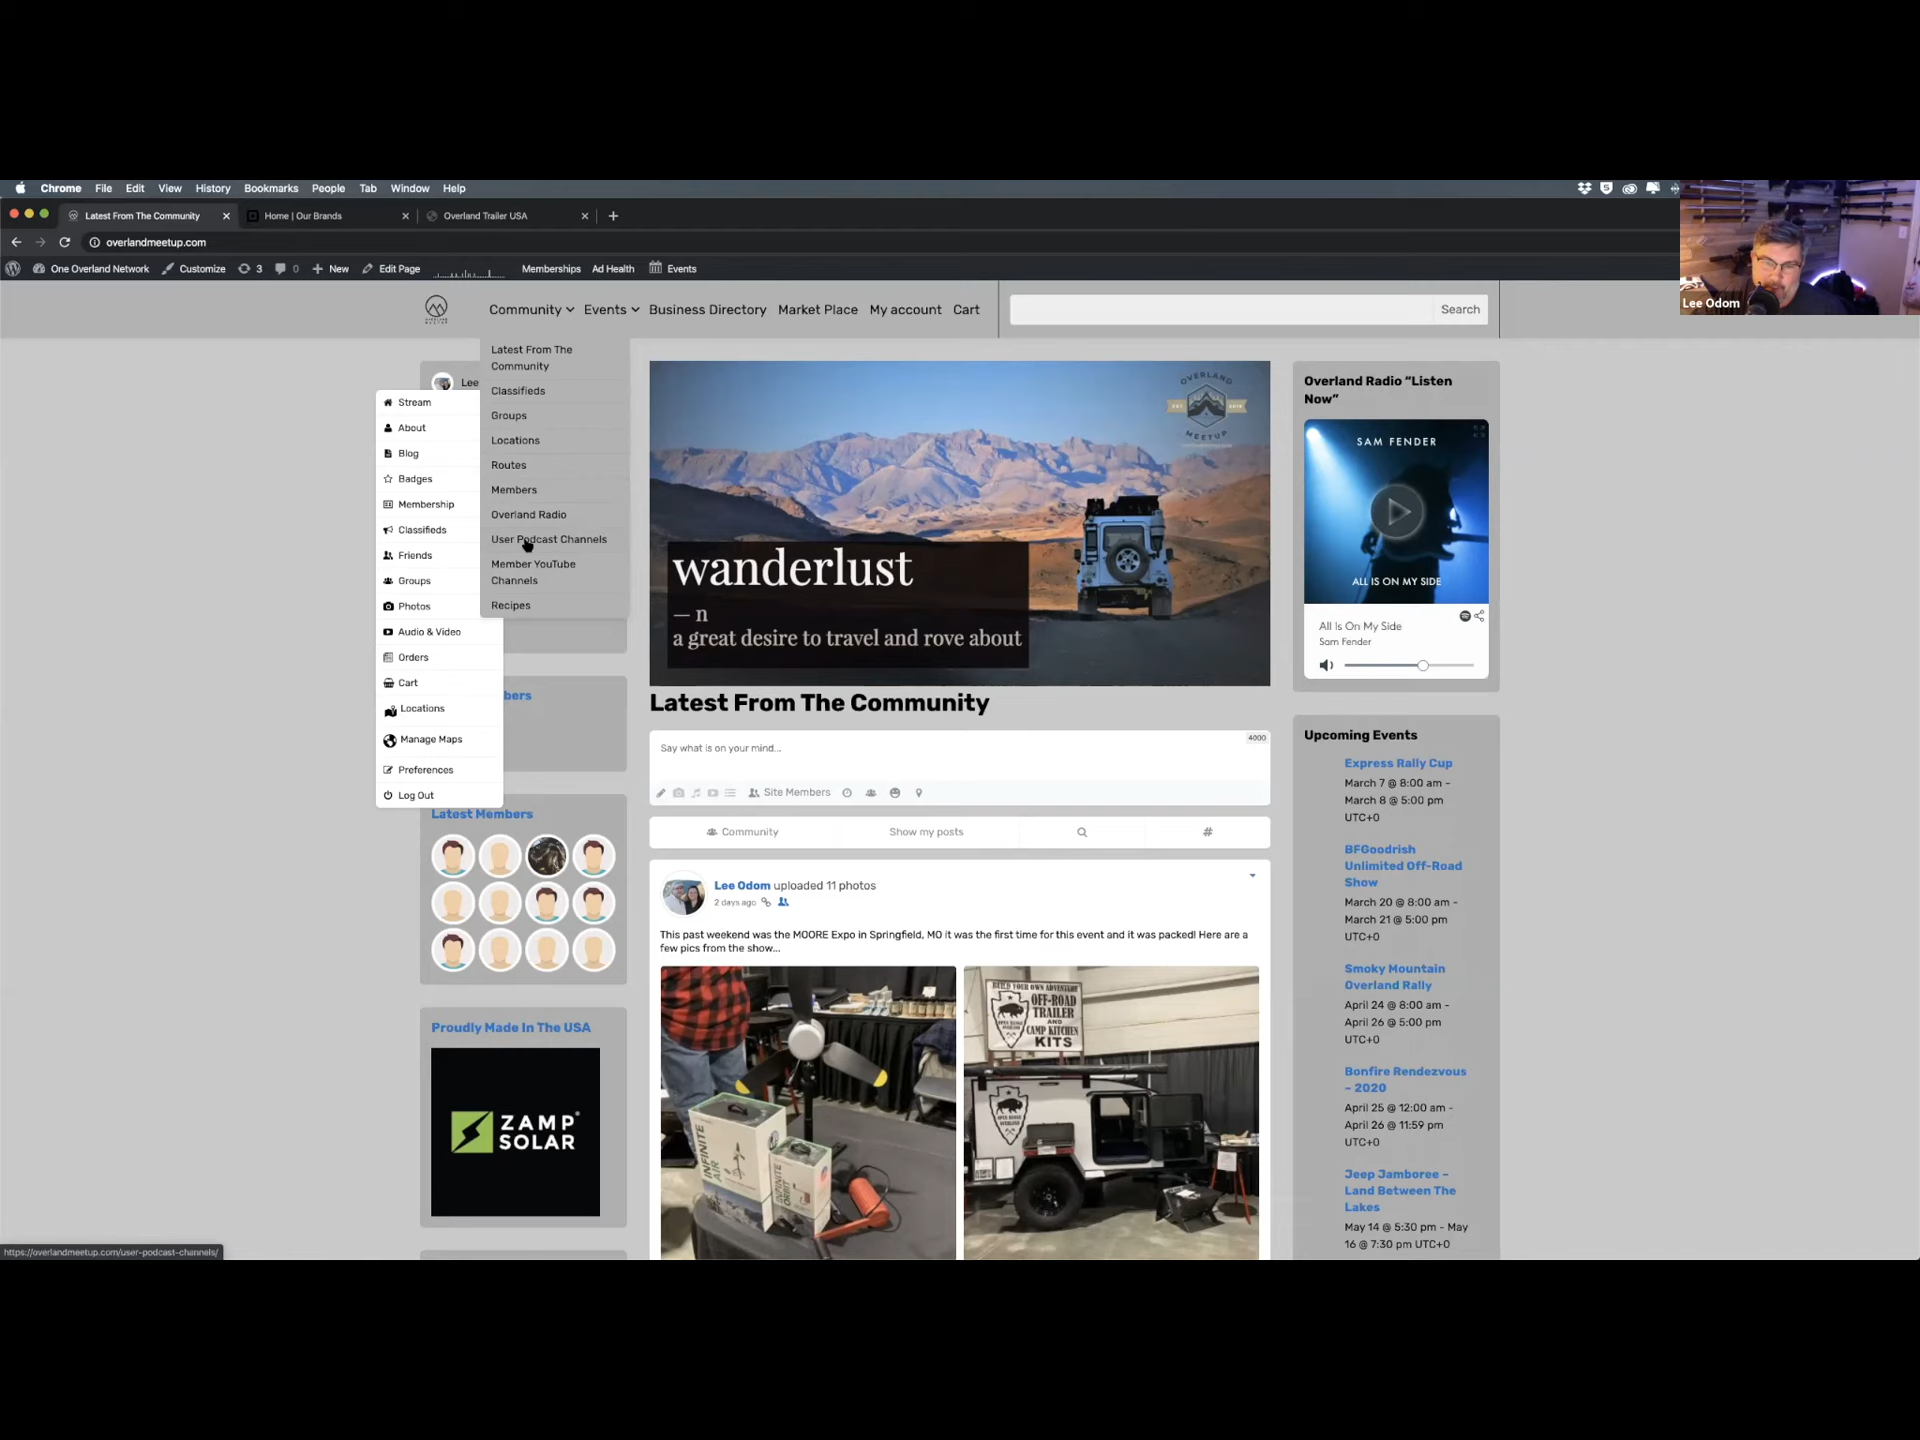 Chrome File Edit View History Bookmarks People Tab Window Help
Latest From The Community
Home | Our Brands
Overland Trailer USA
overlandmeetup.com
One Overland Network Customize 3 0 New Edit Page Memberships Ad Health Events
Lee Odom
Community Events Business Directory Market Place My account Cart
Search
Lee
Stream
About
Blog
Badges
Membership
Classifieds
Friends
Groups
Photos
Audio & Video
Orders
Cart
Locations
Manage Maps
Preferences
Log Out
Latest From The
Community
Classifieds
Groups
Locations
Routes
Members
Overland Radio
User Podcast Channels
Member YouTube
Channels
Recipes
bers
Latest Members
Proudly Made In The USA
ZAMP
SOLAR
OVERLAND
MEETUP
wanderlust
— n
a great desire to travel and rove about
Latest From The Community
Say what is on your mind...
4000
Site Members
Community
Show my posts
#
Lee Odom uploaded 11 photos
2 days ago
This past weekend was the MOORE Expo in Springfield, MO it was the first time for this event and it was packed! Here are a
few pics from the show...
INFINITE
AIR
INFINITE
ORBIT
BUILD YOUR OWN ADVENTURE
OFF-ROAD
TRAILER
AND
CAMP KITCHEN
KITS
Overland Radio “Listen
Now”
SAM FENDER
ALL IS ON MY SIDE
All Is On My Side
Sam Fender
Upcoming Events
Express Rally Cup
March 7 @ 8:00 am -
March 8 @ 5:00 pm
UTC+0
BFGoodrish
Unlimited Off-Road
Show
March 20 @ 8:00 am -
March 21 @ 5:00 pm
UTC+0
Smoky Mountain
Overland Rally
April 24 @ 8:00 am -
April 26 @ 5:00 pm
UTC+0
Bonfire Rendezvous
– 2020
April 25 @ 12:00 am -
April 26 @ 11:59 pm
UTC+0
Jeep Jamboree –
Land Between The
Lakes
May 14 @ 5:30 pm - May
16 @ 7:30 pm UTC+0
https://overlandmeetup.com/user-podcast-channels/